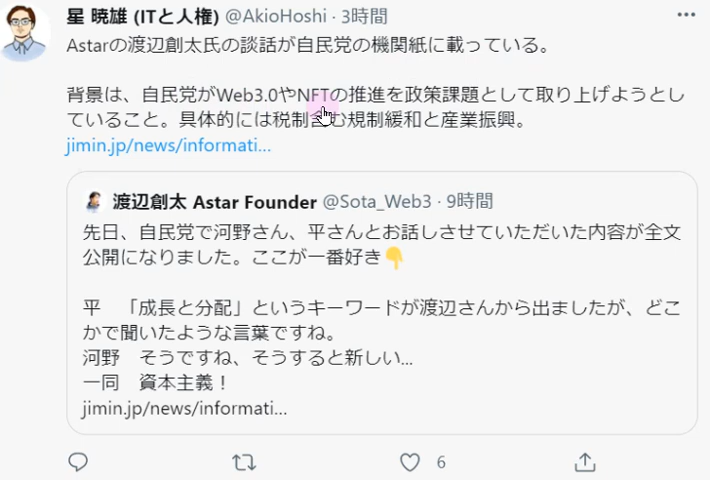 星 暁雄 (ITと人権) @AkioHoshi · 3時間
Astarの渡辺創太氏の談話が自民党の機関紙に載っている。
背景は、自民党がWeb3.0やNFTの推進を政策課題として取り上げようとし
ていること。具体的には税制含む規制緩和と産業振興。
jimin.jp/news/informati...
渡辺創太 Astar Founder @Sota_Web3 · 9時間
先日、自民党で河野さん、平さんとお話しさせていただいた内容が全文
公開になりました。ここが一番好き👇
平 「成長と分配」というキーワードが渡辺さんから出ましたが、どこ
かで聞いたような言葉ですね。
河野 そうですね、そうすると新しい...
一同 資本主義！
jimin.jp/news/informati...
6